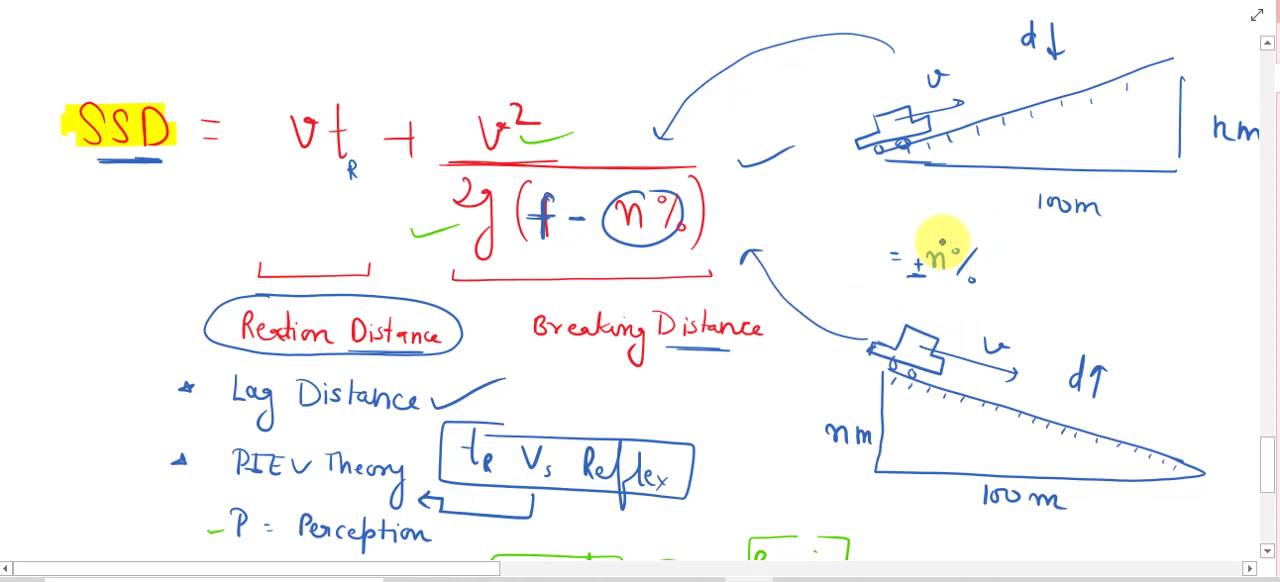 SSD = vt_R + v²/2g(f - n%)
Reation Distance
Breaking Distance
* Lag Distance ✓
PIEV Theory
t_R Vs Reflex
P = Perception
d↓
v
nm
100m
= ±n%
v
d↑
nm
100m